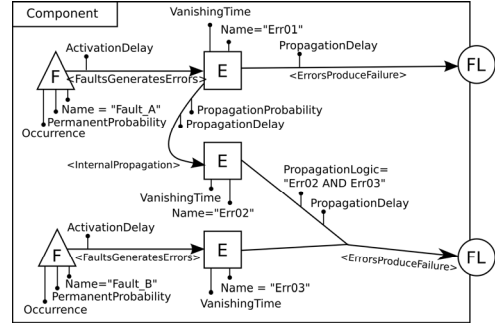 Component
VanishingTime
Name="Err01"
ActivationDelay
PropagationDelay
F
<FaultsGeneratesErrors>
E
<ErrorsProduceFailure>
FL
Name = "Fault_A"
PermanentProbability
Occurrence
PropagationProbability
PropagationDelay
<InternalPropagation>
E
PropagationLogic=
"Err02 AND Err03"
VanishingTime
Name="Err02"
PropagationDelay
ActivationDelay
F
<FaultsGeneratesErrors>
E
<ErrorsProduceFailure>
FL
Name="Fault_B"
PermanentProbability
Occurrence
Name = "Err03"
VanishingTime